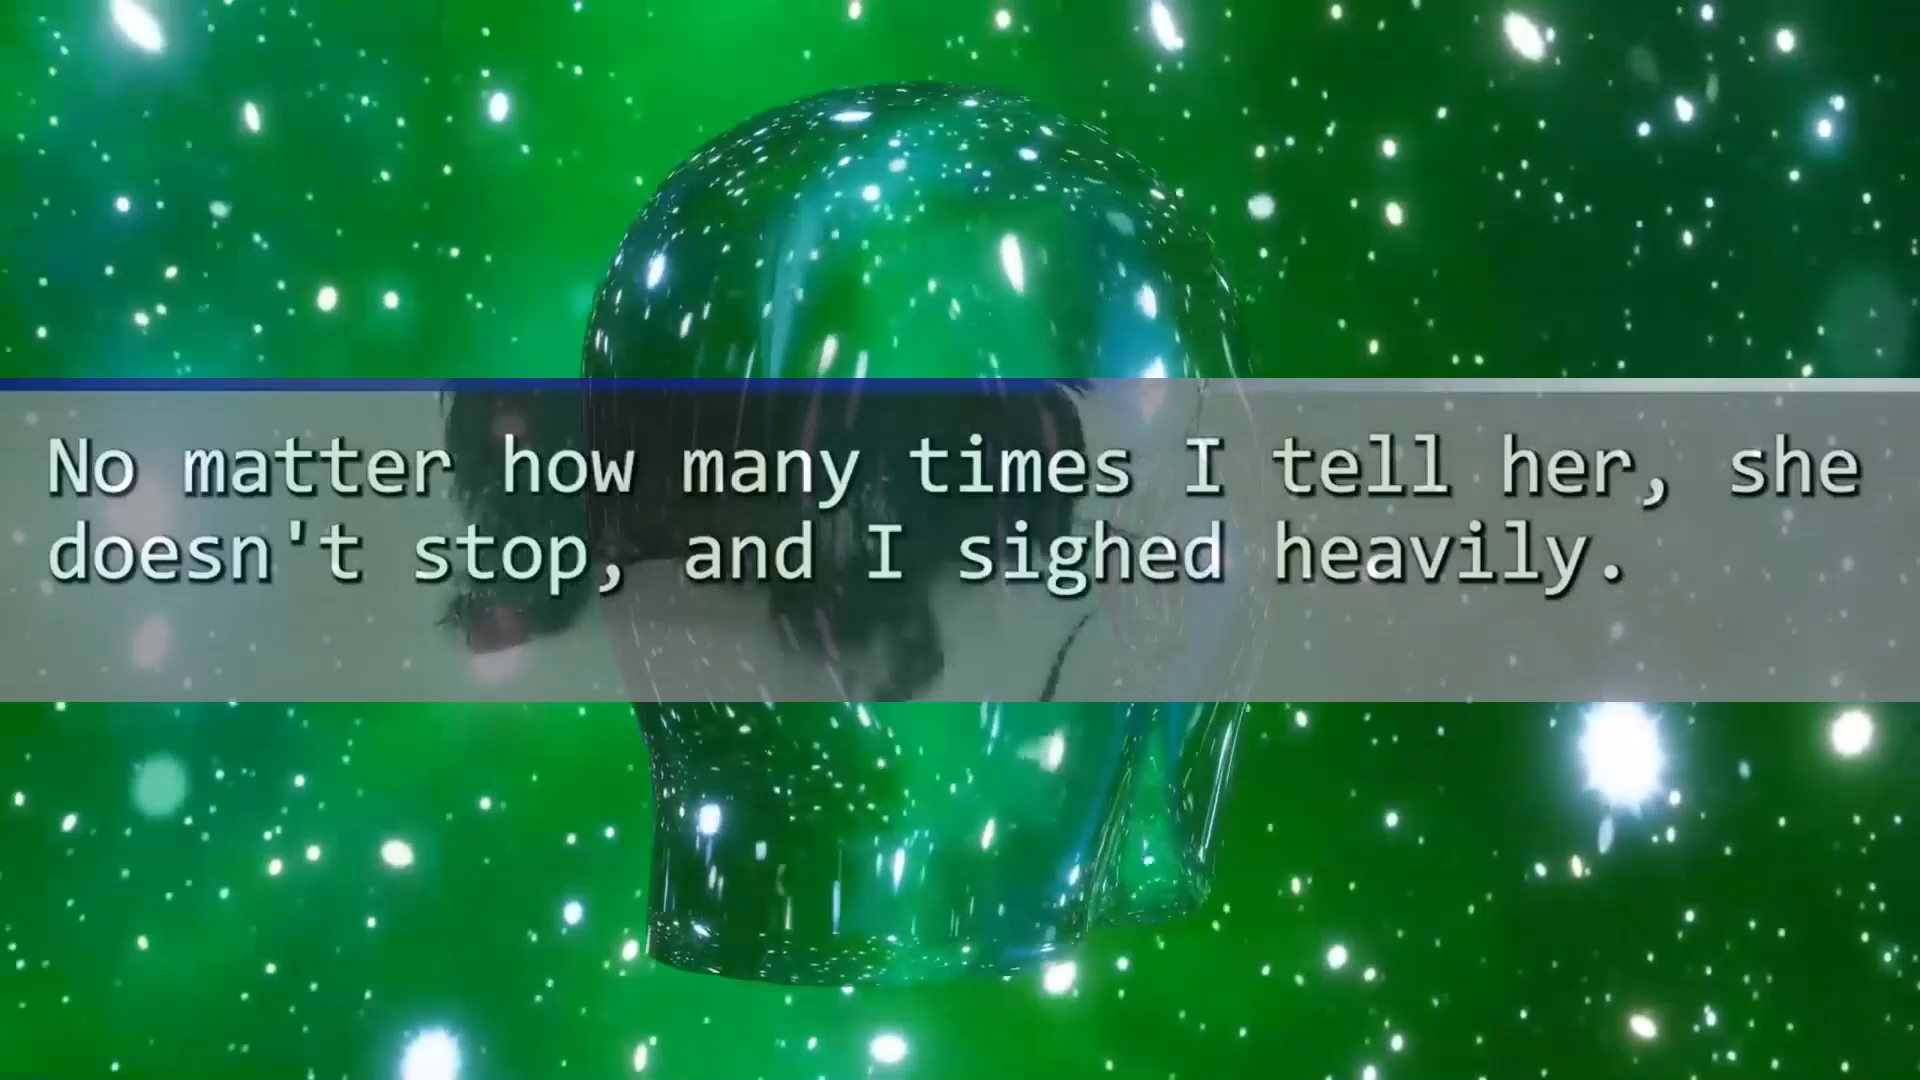 No matter how many times I tell her, she
doesn't stop, and I sighed heavily.